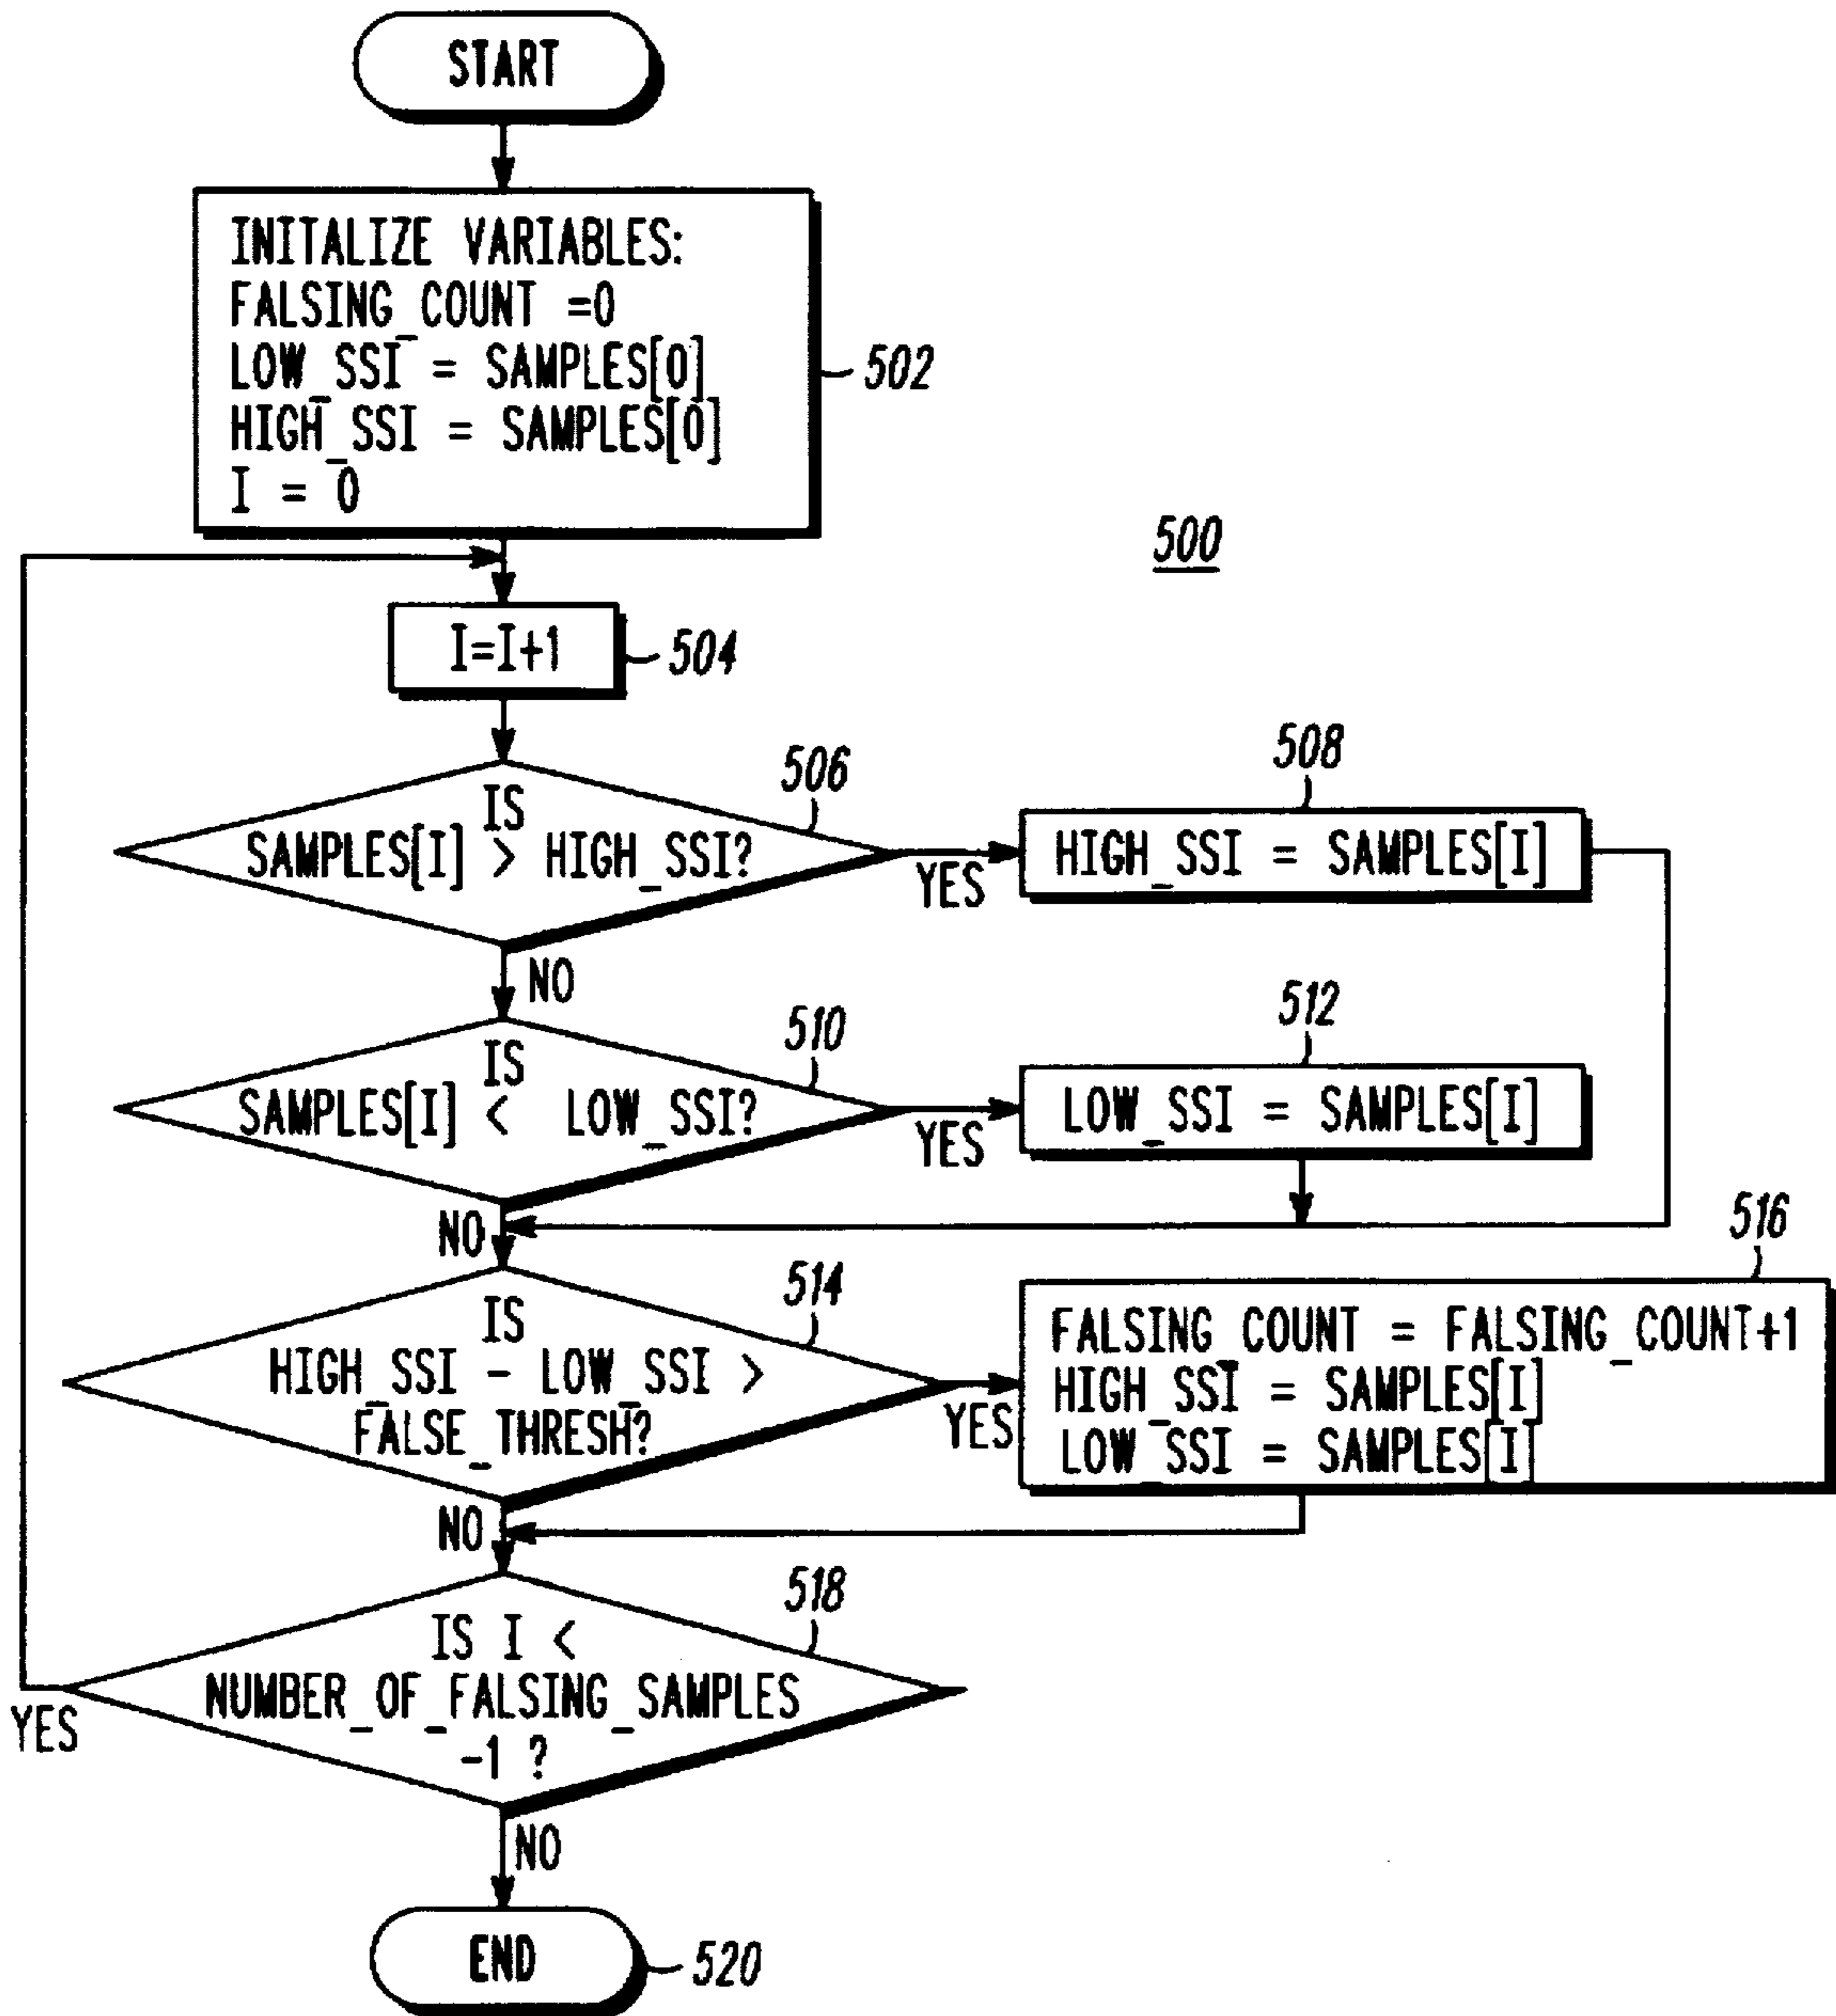 START
INITALIZE VARIABLES:
FALSING_COUNT =0
LOW_SSI = SAMPLES[0]
HIGH_SSI = SAMPLES[0]
I = 0
502
500
I=I+1
504
506
IS
SAMPLES[I] > HIGH_SSI?
YES
NO
508
HIGH_SSI = SAMPLES[I]
510
IS
SAMPLES[I] < LOW_SSI?
YES
NO
512
LOW_SSI = SAMPLES[I]
514
IS
HIGH_SSI - LOW_SSI >
FALSE_THRESH?
YES
NO
516
FALSING_COUNT = FALSING_COUNT+1
HIGH_SSI = SAMPLES[I]
LOW_SSI = SAMPLES[I]
518
IS I <
NUMBER_OF_FALSING_SAMPLES
-1 ?
YES
NO
END
520